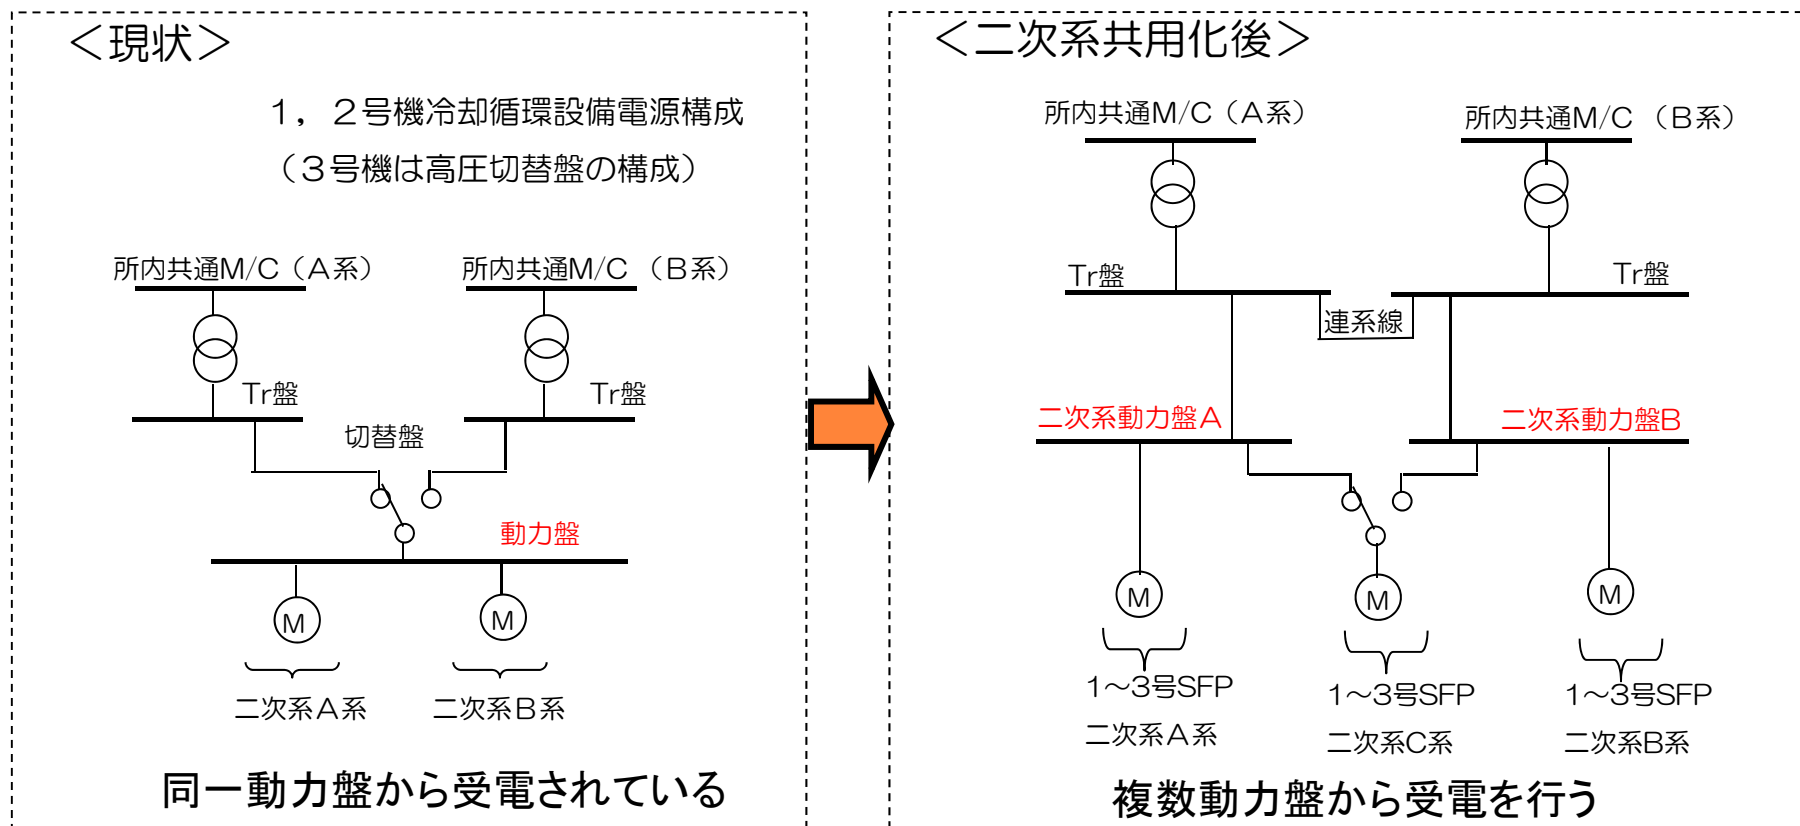 ＜現状＞
１，２号機冷却循環設備電源構成
（３号機は高圧切替盤の構成）
所内共通M/C（A系）
所内共通M/C （B系）
Tr盤
Tr盤
切替盤
動力盤
M
M
二次系A系
二次系B系
同一動力盤から受電されている
＜二次系共用化後＞
所内共通M/C（A系）
所内共通M/C （B系）
Tr盤
Tr盤
連系線
二次系動力盤A
二次系動力盤B
M
M
M
1～3号SFP
二次系A系
1～3号SFP
二次系C系
1～3号SFP
二次系B系
複数動力盤から受電を行う